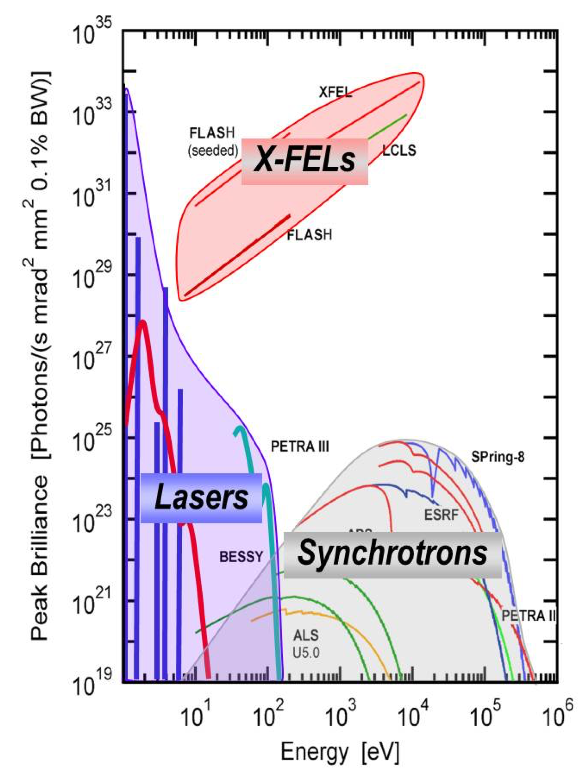 10^35
10^33
10^31
10^29
10^27
10^25
10^23
10^21
10^19
Peak Brilliance [Photons/(s mrad² mm² 0.1% BW)]
XFEL
FLASH
(seeded)
X-FELs
LCLS
FLASH
PETRA III
SPring-8
Lasers
ESRF
BESSY
Synchrotrons
PETRA II
ALS
U5.0
10^1
10^2
10^3
10^4
10^5
10^6
Energy [eV]